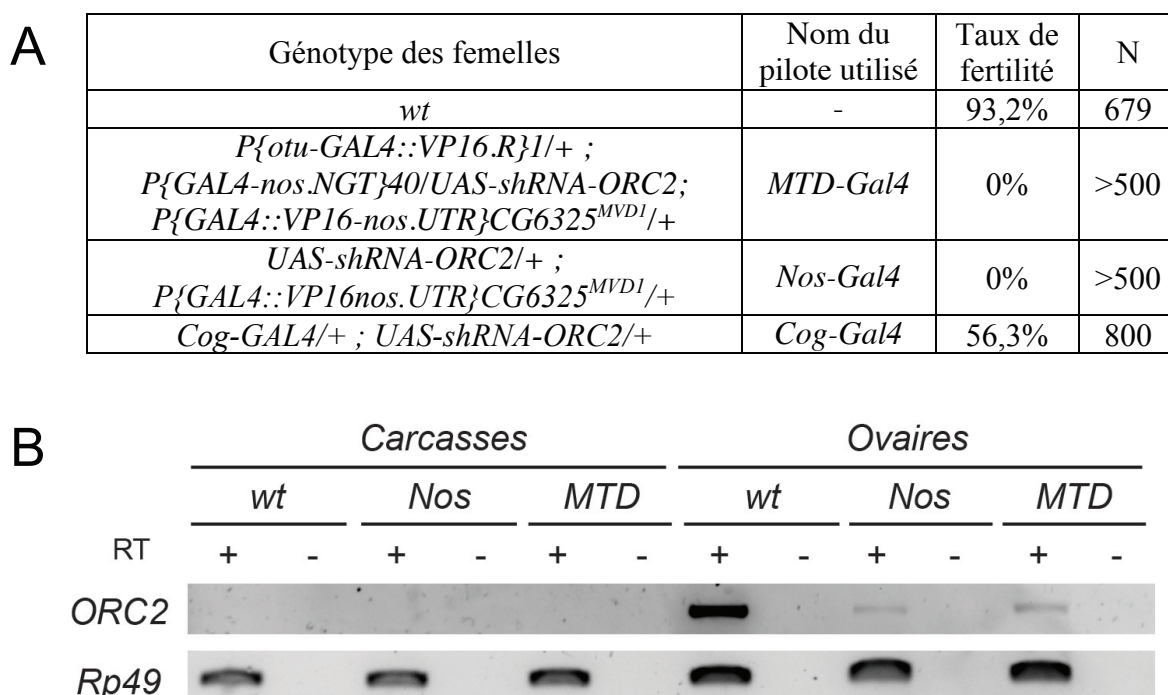 A
Génotype des femelles
Nom du
pilote utilisé
Taux de
fertilité
N
wt
-
93,2%
679
P{otu-GAL4::VP16.R}1/+ ;
P{GAL4-nos.NGT}40/UAS-shRNA-ORC2;
P{GAL4::VP16-nos.UTR}CG6325MVD1/+
MTD-Gal4
0%
>500
UAS-shRNA-ORC2/+ ;
P{GAL4::VP16nos.UTR}CG6325MVD1/+
Nos-Gal4
0%
>500
Cog-GAL4/+ ; UAS-shRNA-ORC2/+
Cog-Gal4
56,3%
800
B
Carcasses Ovaires
wt Nos MTD wt Nos MTD
RT + - + - + - + - + - + -
ORC2
Rp49